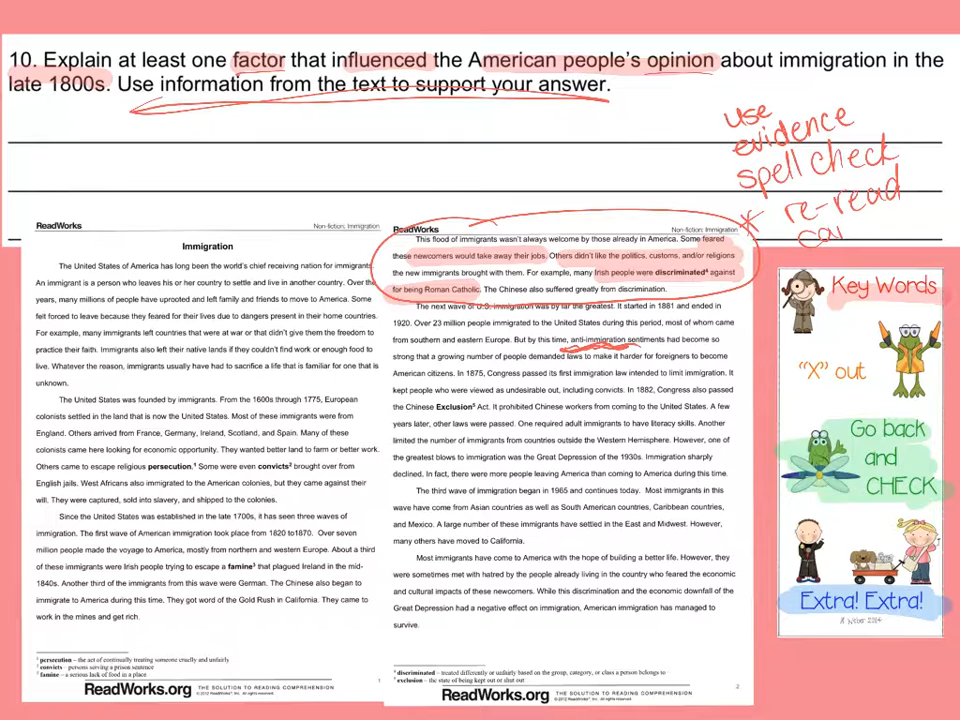 10. Explain at least one factor that influenced the American people's opinion about immigration in the
late 1800s. Use information from the text to support your answer.
use
evidence
spell check
* re-read
ReadWorks
Non-fiction: Immigration
Immigration
The United States of America has long been the world's chief receiving nation for immigrants.
An immigrant is a person who leaves his or her country to settle and live in another country. Over the
years, many millions of people have uprooted and left family and friends to move to America. Some
felt forced to leave because they feared for their lives due to dangers present in their home countries.
For example, many immigrants left countries that were at war or that didn't give them the freedom to
practice their faith. Immigrants also left their native lands if they couldn't find work or enough food to
live. Whatever the reason, immigrants usually have had to sacrifice a life that is familiar for one that is
unknown.
The United States was founded by immigrants. From the 1600s through 1775, European
colonists settled in the land that is now the United States. Most of these immigrants were from
England. Others arrived from France, Germany, Ireland, Scotland, and Spain. Many of these
colonists came here looking for economic opportunity. They wanted better land to farm or better work.
Others came to escape religious persecution.¹ Some were even convicts² brought over from
English jails. West Africans also immigrated to the American colonies, but they came against their
will. They were captured, sold into slavery, and shipped to the colonies.
Since the United States was established in the late 1700s, it has seen three waves of
immigration. The first wave of American immigration took place from 1820 to1870. Over seven
million people made the voyage to America, mostly from northern and western Europe. About a third
of these immigrants were Irish people trying to escape a famine³ that plagued Ireland in the mid-
1840s. Another third of the immigrants from this wave were German. The Chinese also began to
immigrate to America during this time. They got word of the Gold Rush in California. They came to
work in the mines and get rich.
¹ persecution – the act of continually treating someone cruelly and unfairly
² convicts – persons serving a prison sentence
³ famine – a serious lack of food in a place
1
ReadWorks.org
THE SOLUTION TO READING COMPREHENSION
© 2012 ReadWorks®, Inc. All rights reserved.
ReadWorks
Non-fiction: Immigration
This flood of immigrants wasn't always welcome by those already in America. Some feared
these newcomers would take away their jobs. Others didn't like the politics, customs, and/or religions
the new immigrants brought with them. For example, many Irish people were discriminated⁴ against
for being Roman Catholic. The Chinese also suffered greatly from discrimination.
The next wave of U.S. immigration was by far the greatest. It started in 1881 and ended in
1920. Over 23 million people immigrated to the United States during this period, most of whom came
from southern and eastern Europe. But by this time, anti-immigration sentiments had become so
strong that a growing number of people demanded laws to make it harder for foreigners to become
American citizens. In 1875, Congress passed its first immigration law intended to limit immigration. It
kept people who were viewed as undesirable out, including convicts. In 1882, Congress also passed
the Chinese Exclusion⁵ Act. It prohibited Chinese workers from coming to the United States. A few
years later, other laws were passed. One required adult immigrants to have literacy skills. Another
limited the number of immigrants from countries outside the Western Hemisphere. However, one of
the greatest blows to immigration was the Great Depression of the 1930s. Immigration sharply
declined. In fact, there were more people leaving America than coming to America during this time.
The third wave of immigration began in 1965 and continues today. Most immigrants in this
wave have come from Asian countries as well as South American countries, Caribbean countries,
and Mexico. A large number of these immigrants have settled in the East and Midwest. However,
many others have moved to California.
Most immigrants have come to America with the hope of building a better life. However, they
were sometimes met with hatred by the people already living in the country who feared the economic
and cultural impacts of these newcomers. While this discrimination and the economic downfall of the
Great Depression had a negative effect on immigration, American immigration has managed to
survive.
⁴ discriminated – treated differently or unfairly based on the group, category, or class a person belongs to
⁵ exclusion – the state of being kept out or shut out
2
ReadWorks.org
THE SOLUTION TO READING COMPREHENSION
© 2012 ReadWorks®, Inc. All rights reserved.
Key Words
"X" out
Go back
and
CHECK
Extra! Extra!
Weber 2014